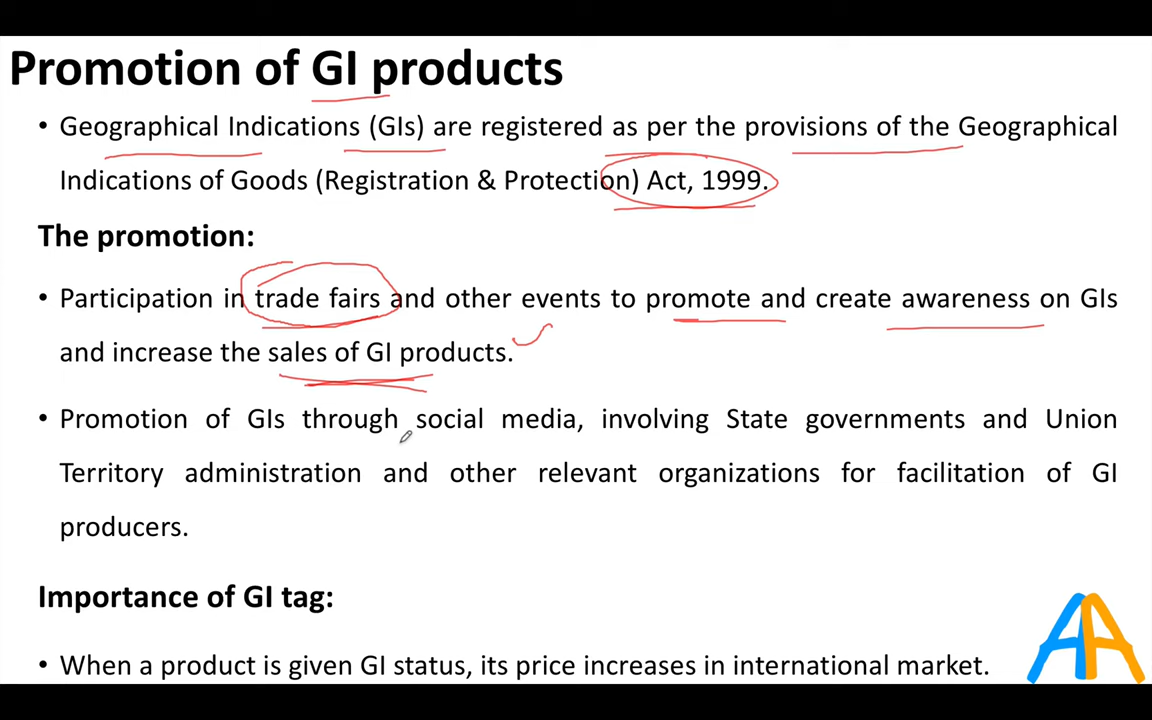 Promotion of GI products
• Geographical Indications (GIs) are registered as per the provisions of the Geographical
Indications of Goods (Registration & Protection) Act, 1999.
The promotion:
• Participation in trade fairs and other events to promote and create awareness on GIs
and increase the sales of GI products.
• Promotion of GIs through social media, involving State governments and Union
Territory administration and other relevant organizations for facilitation of GI
producers.
Importance of GI tag:
• When a product is given GI status, its price increases in international market.
AA